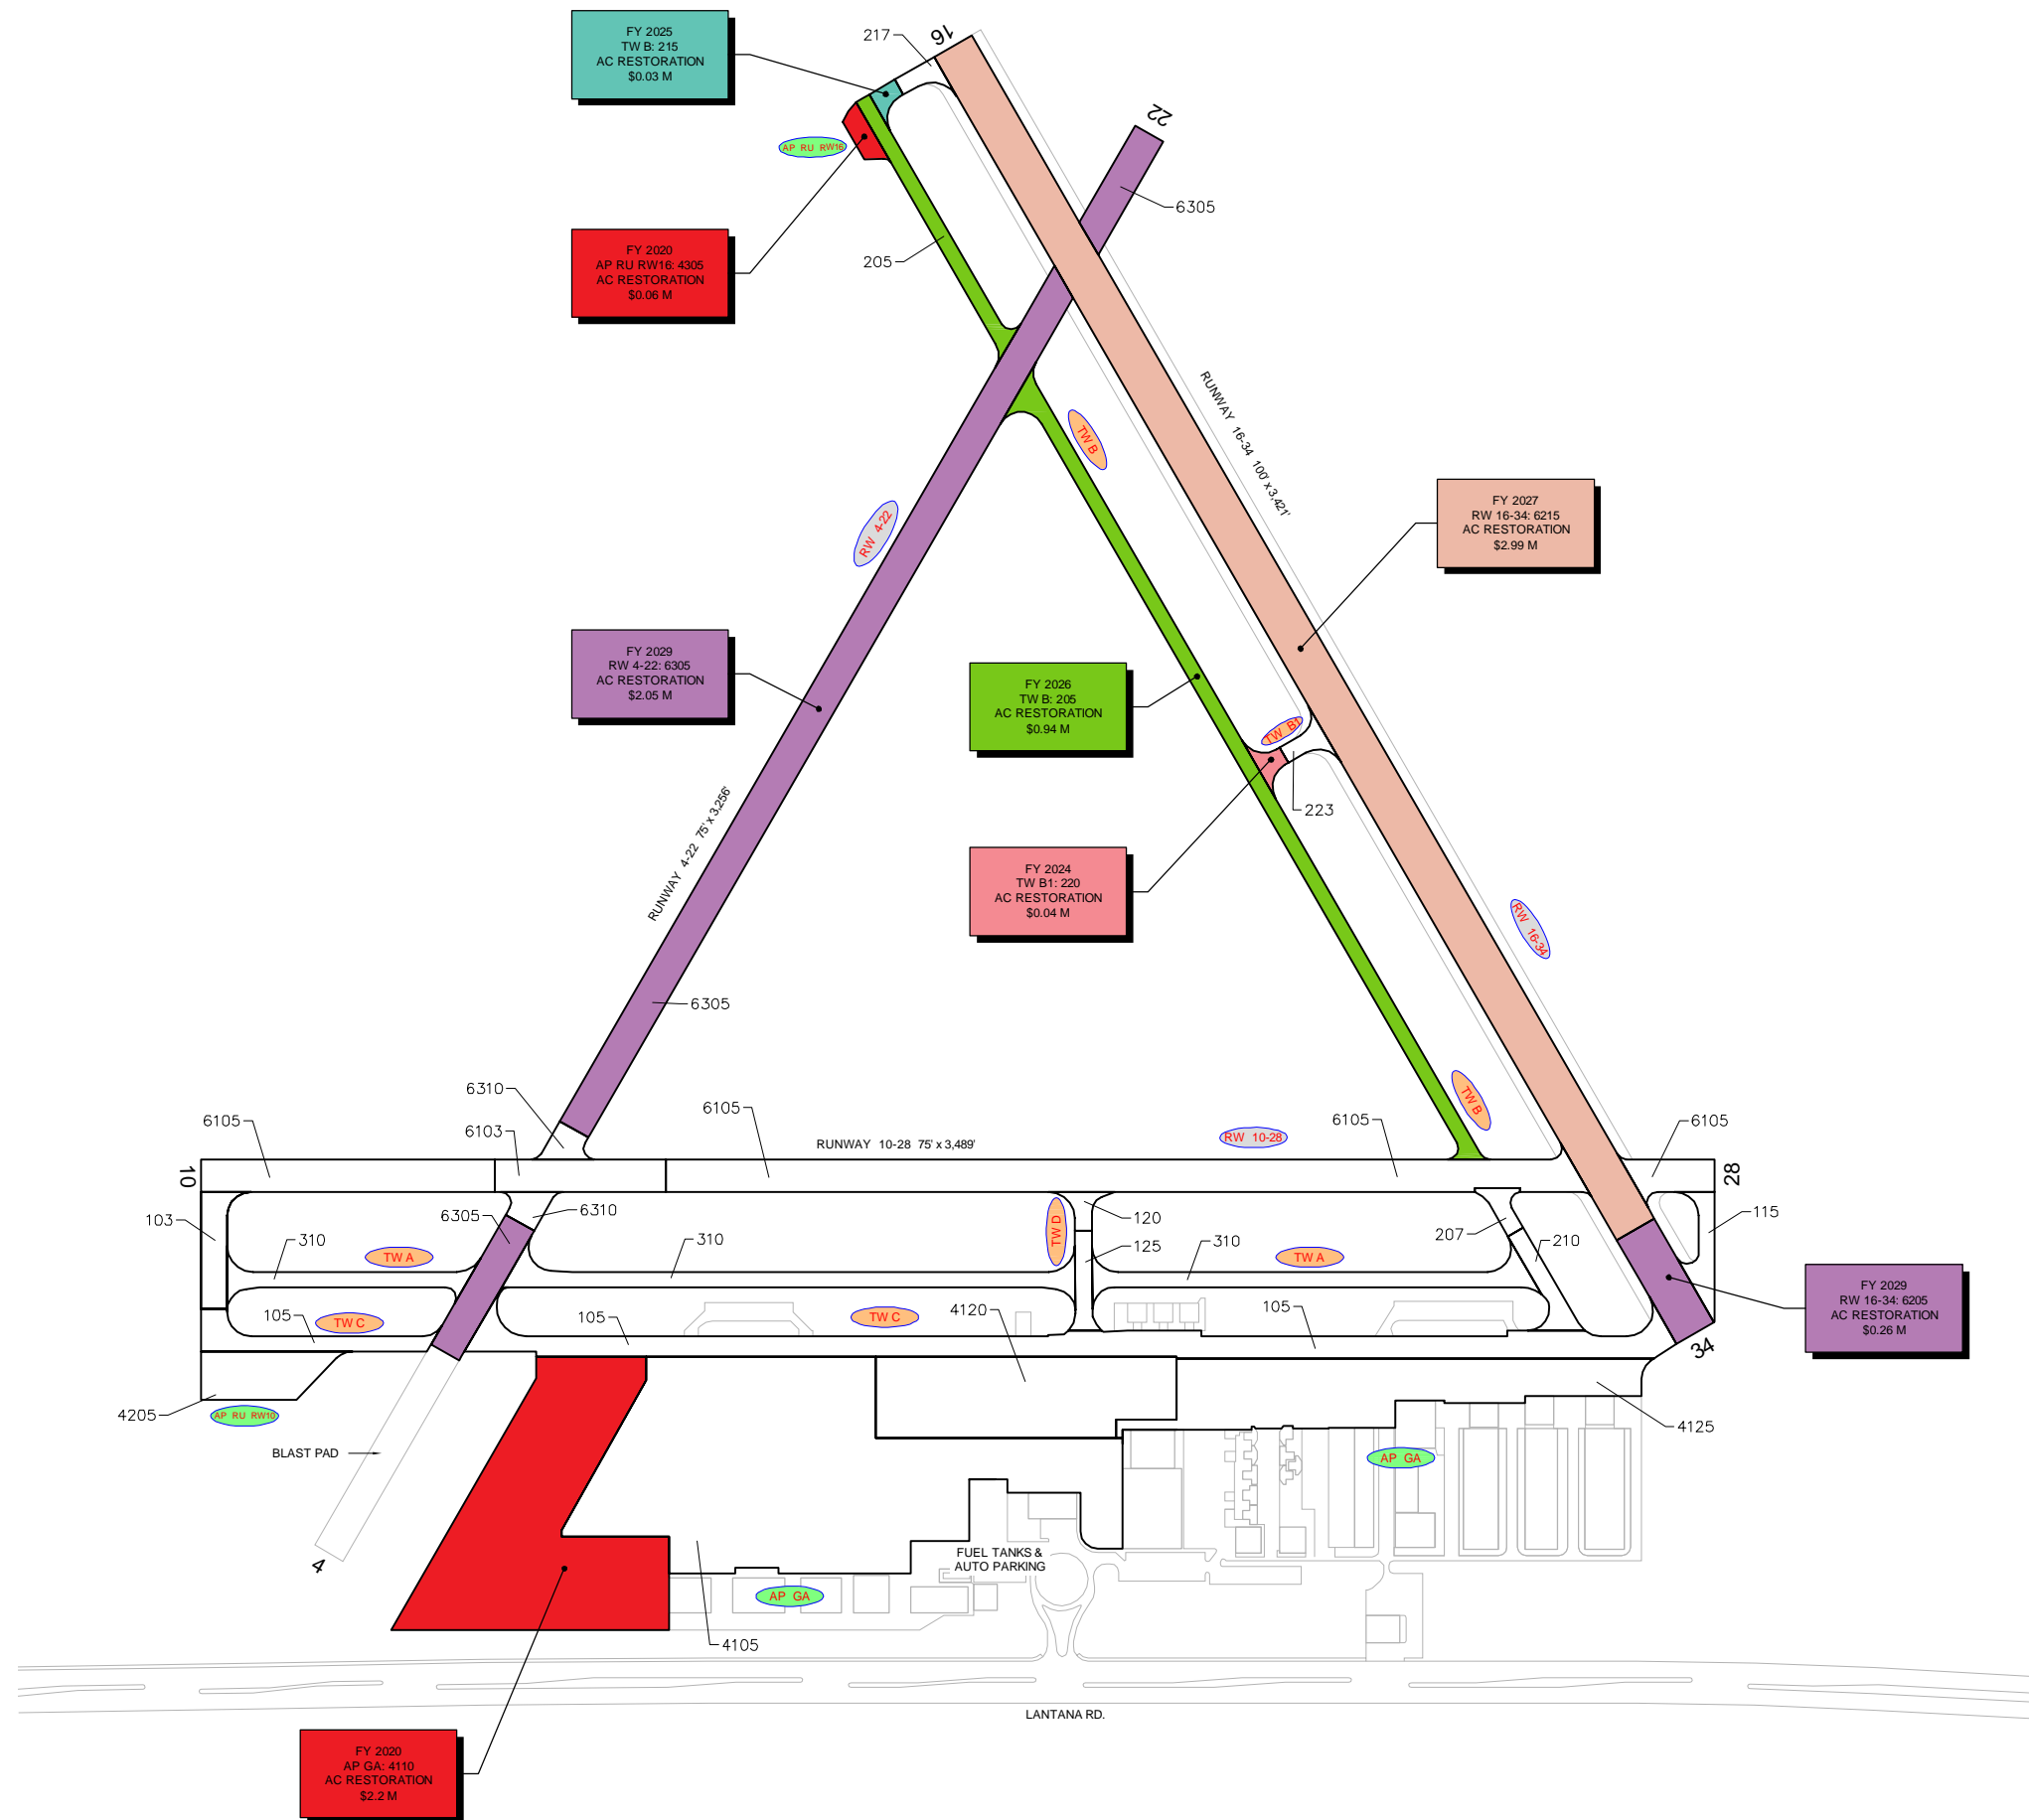 FY 2025
TW B: 215
AC RESTORATION
$0.03 M
217
16
22
AP RU RW16
6305
FY 2020
AP RU RW16: 4305
AC RESTORATION
$0.06 M
205
RUNWAY 16-34 100' x 3,421'
TW B
FY 2027
RW 16-34: 6215
AC RESTORATION
$2.99 M
RW 4-22
FY 2029
RW 4-22: 6305
AC RESTORATION
$2.05 M
FY 2026
TW B: 205
AC RESTORATION
$0.94 M
TW B1
223
RUNWAY 4-22 75' x 3,256'
FY 2024
TW B1: 220
AC RESTORATION
$0.04 M
RW 16-34
6305
6310
TW B
6105
6103
6105
RUNWAY 10-28 75' x 3,489'
RW 10-28
6105
6105
10
28
103
6305
6310
120
115
310
TW A
310
TW D
125
310
TW A
207
210
105
TW C
105
TW C
4120
105
FY 2029
RW 16-34: 6205
AC RESTORATION
$0.26 M
34
4205
AP RU RW10
4125
BLAST PAD
AP GA
4
FUEL TANKS &
AUTO PARKING
AP GA
4105
LANTANA RD.
FY 2020
AP GA: 4110
AC RESTORATION
$2.2 M